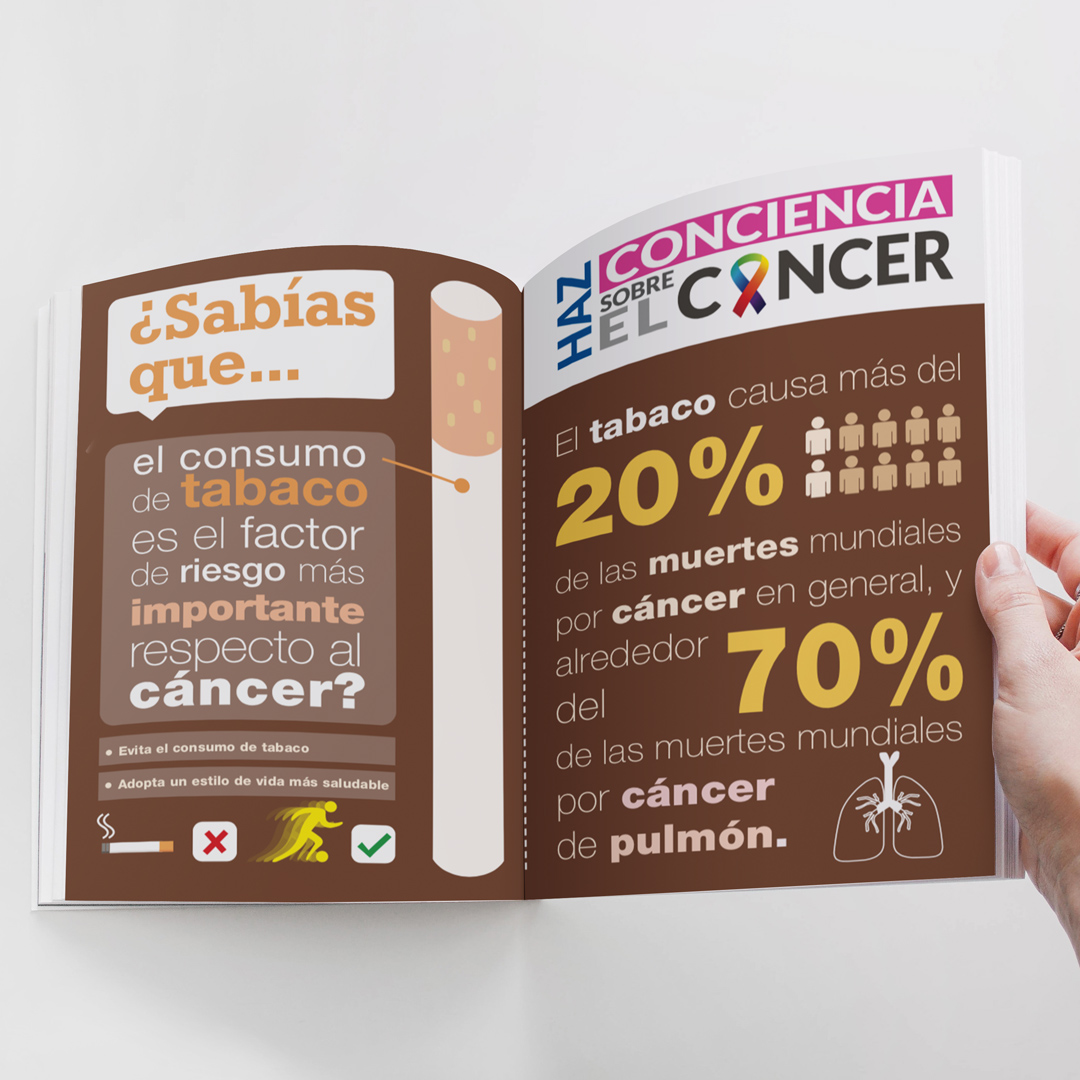 ¿Sabías
que...
el consumo
de tabaco
es el factor
de riesgo más
importante
respecto al
cáncer?
• Evita el consumo de tabaco
• Adopta un estilo de vida más saludable
HAZ
CONCIENCIA
SOBRE
EL
CÁNCER
El tabaco causa más del
20%
de las muertes mundiales
por cáncer en general, y
alrededor
del
70%
de las muertes mundiales
por cáncer
de pulmón.